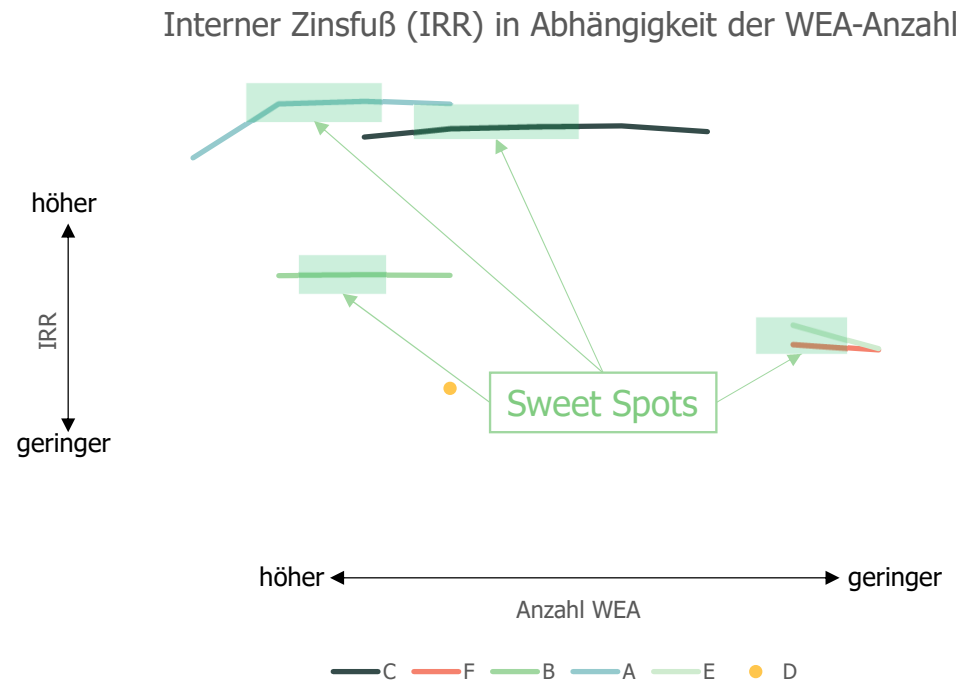 Interner Zinsfuß (IRR) in Abhängigkeit der WEA-Anzahl
höher
IRR
geringer
Sweet Spots
höher
geringer
Anzahl WEA
C F B A E D